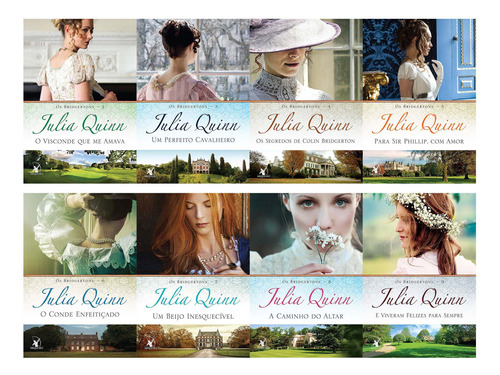 Os Bridgertons - 2
Julia Quinn
O Visconde que me Amava
Os Bridgertons - 3
Julia Quinn
Um Perfeito Cavalheiro
Os Bridgertons - 4
Julia Quinn
Os Segredos de Colin Bridgerton
Os Bridgertons - 5
Julia Quinn
Para Sir Phillip, com Amor
Os Bridgertons - 6
Julia Quinn
O Conde Enfeitiçado
Os Bridgertons - 7
Julia Quinn
Um Beijo Inesquecível
Os Bridgertons - 8
Julia Quinn
A Caminho do Altar
Os Bridgertons - 9
Julia Quinn
E Viveram Felizes para Sempre